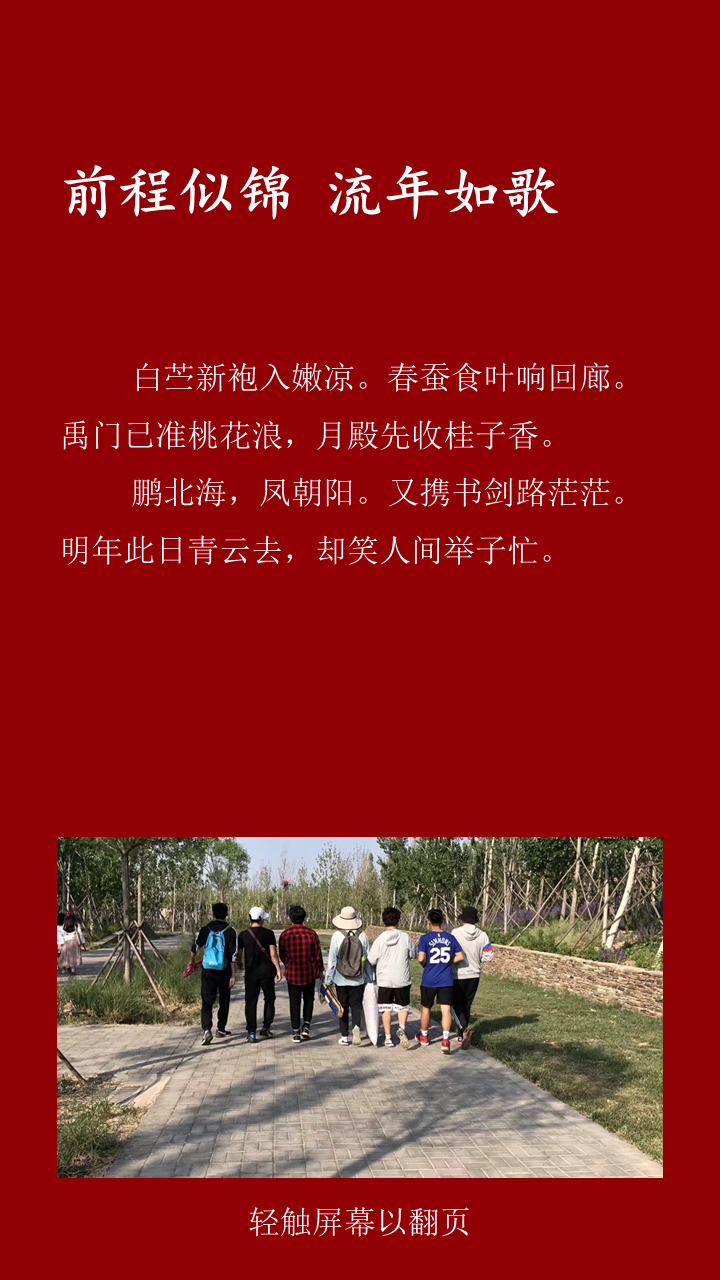 前程似锦 流年如歌
白苎新袍入嫩凉。春蚕食叶响回廊。
禹门已准桃花浪，月殿先收桂子香。
鹏北海，凤朝阳。又携书剑路茫茫。
明年此日青云去，却笑人间举子忙。
SIMMONS
25
轻触屏幕以翻页